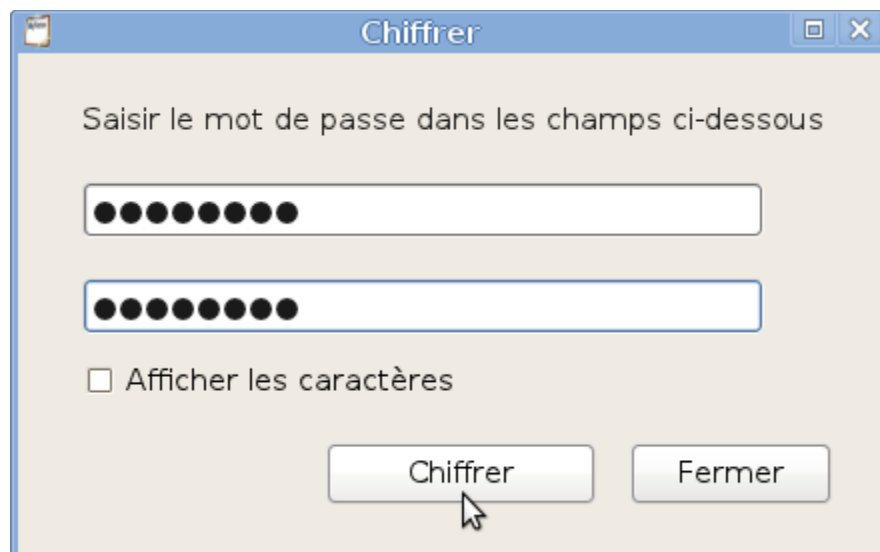 Chiffrer
Saisir le mot de passe dans les champs ci-dessous
●●●●●●●●
●●●●●●●●
Afficher les caractères
Chiffrer Fermer